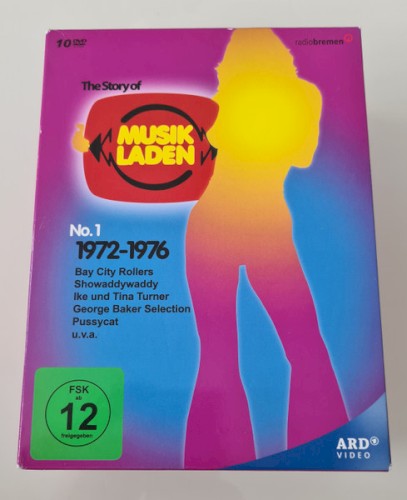 10 DVD
radiobremen
The Story of
MUSIK
LADEN
No. 1
1972-1976
Bay City Rollers
Showaddywaddy
Ike und Tina Turner
George Baker Selection
Pussycat
u.v.a.
FSK
ab
12
freigegeben
ARD
VIDEO